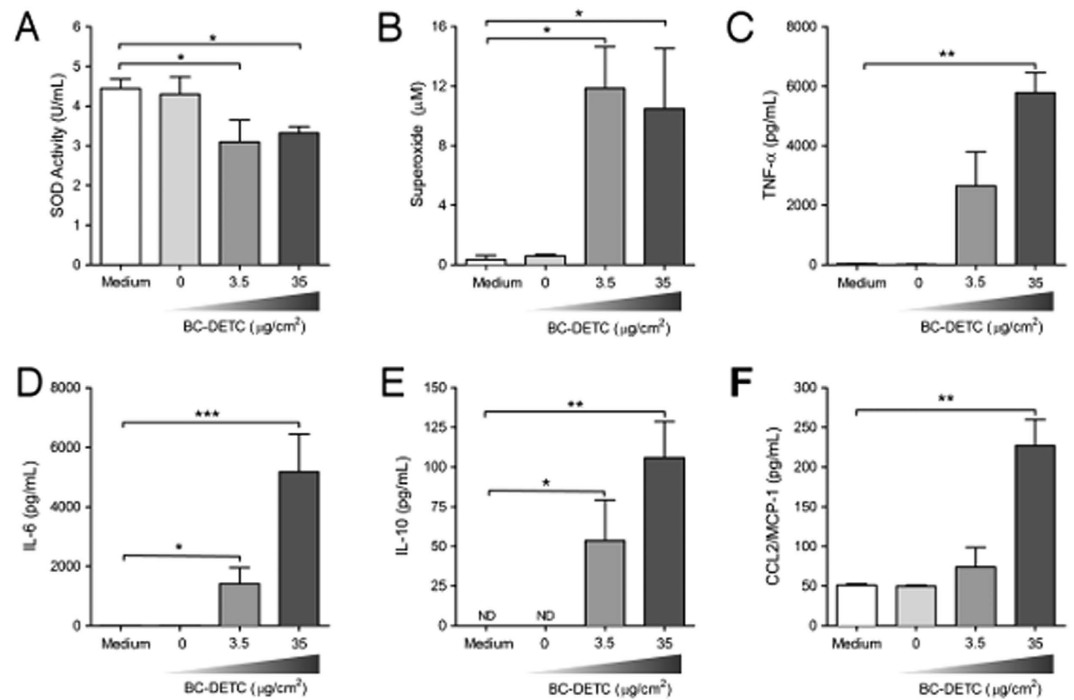 A
SOD Activity (U/mL)
6
5
4
3
2
1
0
*
*
Medium 0 3.5 35
BC-DETC (μg/cm²)
B
Superoxide (μM)
16
12
8
4
0
*
*
Medium 0 3.5 35
BC-DETC (μg/cm²)
C
TNF-α (pg/mL)
8000
6000
4000
2000
0
**
Medium 0 3.5 35
BC-DETC (μg/cm²)
D
IL-6 (pg/mL)
8000
6000
4000
2000
0
***
*
Medium 0 3.5 35
BC-DETC (μg/cm²)
E
IL-10 (pg/mL)
150
125
100
75
50
25
0
**
*
ND ND
Medium 0 3.5 35
BC-DETC (μg/cm²)
F
CCL2/MCP-1 (pg/mL)
300
250
200
150
100
50
0
**
Medium 0 3.5 35
BC-DETC (μg/cm²)